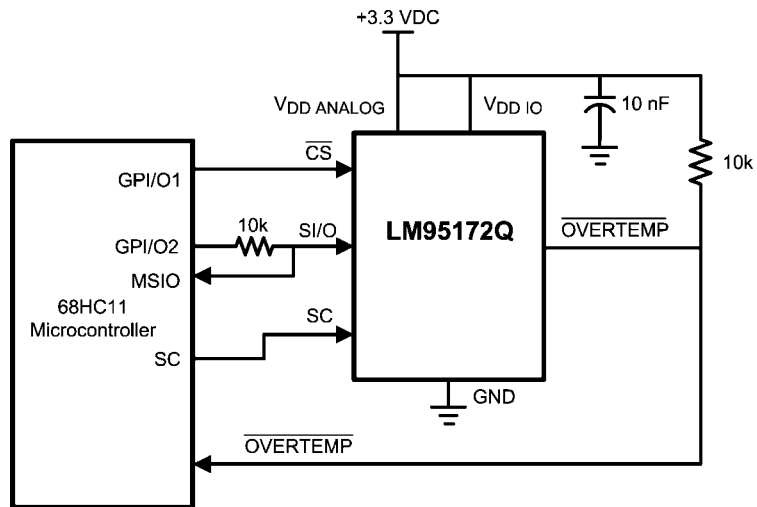 +3.3 VDC
VDD ANALOG
VDD IO
10 nF
10k
CS
GPI/O1
10k
SI/O
GPI/O2
LM95172Q
OVERTEMP
MSIO
68HC11
Microcontroller
SC
SC
GND
OVERTEMP